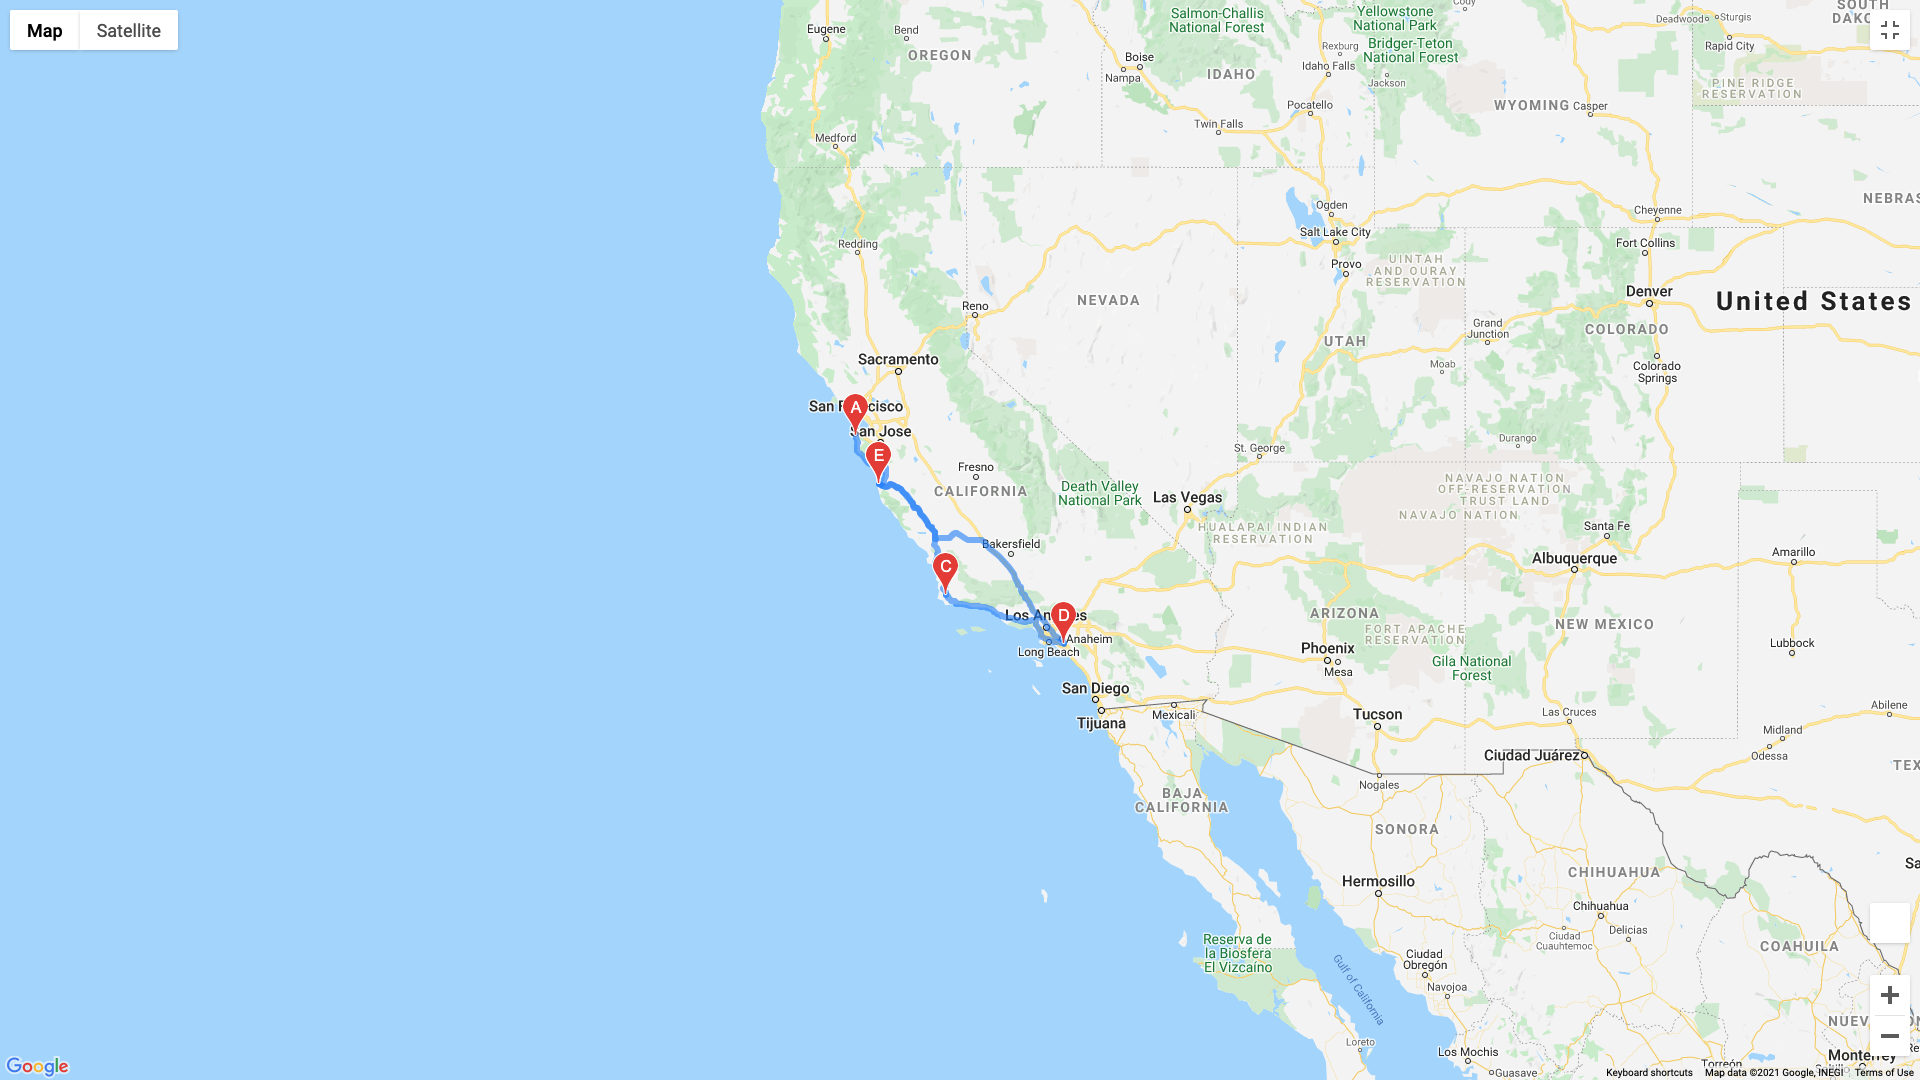 Map
Satellite
Eugene
Bend
OREGON
Medford
Boise
Nampa
IDAHO
Salmon-Challis
National Forest
Yellowstone
National Park
Bridger-Teton
National Forest
Rexburg
Idaho Falls
Jackson
Pocatello
Twin Falls
Cody
WYOMING
Casper
Deadwood
Sturgis
SOUTH
DAKO
Rapid City
PINE RIDGE
RESERVATION
NEBRAS
Redding
Reno
NEVADA
Ogden
Salt Lake City
Provo
UINTAH
AND OURAY
RESERVATION
Cheyenne
Fort Collins
Denver
United States
COLORADO
Grand
Junction
UTAH
Moab
Colorado
Springs
Sacramento
San Francisco
A
San Jose
E
Fresno
CALIFORNIA
Death Valley
National Park
Las Vegas
St. George
Durango
NAVAJO NATION
OFF-RESERVATION
TRUST LAND
NAVAJO NATION
HUALAPAI INDIAN
RESERVATION
Santa Fe
Albuquerque
Amarillo
Bakersfield
C
Los Angeles
D
Anaheim
Long Beach
ARIZONA
FORT APACHE
RESERVATION
NEW MEXICO
Phoenix
Mesa
Gila National
Forest
Lubbock
San Diego
Tijuana
Mexicali
Tucson
Las Cruces
Abilene
Midland
Odessa
Ciudad Juárez
TEX
Nogales
BAJA
CALIFORNIA
SONORA
CHIHUAHUA
Sa
Hermosillo
Chihuahua
Ciudad
Cuauhtemoc
Delicias
COAHUILA
Reserva de
la Biosfera
El Vizcaíno
Gulf of California
Ciudad
Obregón
Navojoa
NUEV
Loreto
Los Mochis
Guasave
Torreón
Monterrey
Re
Google
Keyboard shortcuts
Map data ©2021 Google, INEGI
Terms of Use